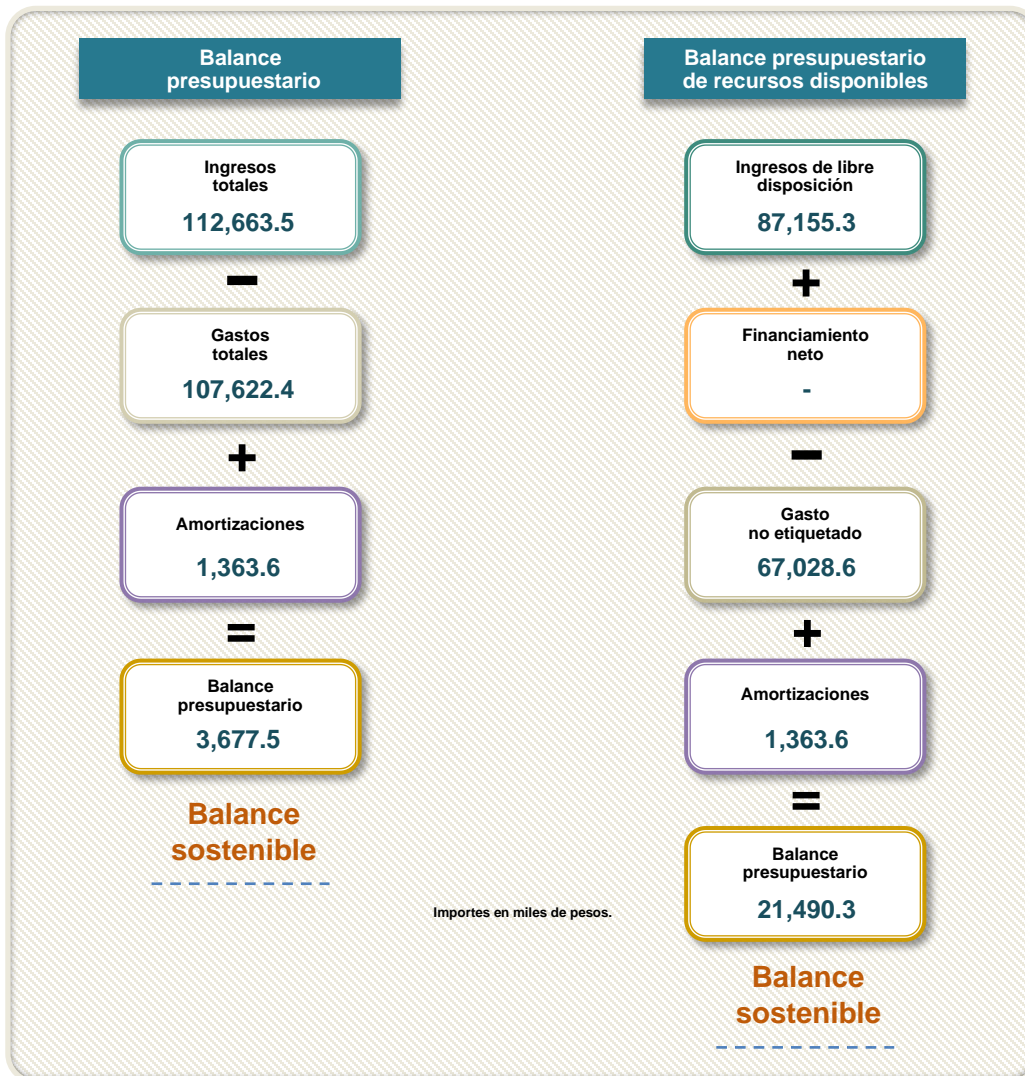 Balance
presupuestario
Ingresos
totales
112,663.5
−
Gastos
totales
107,622.4
+
Amortizaciones
1,363.6
=
Balance
presupuestario
3,677.5
Balance
sostenible
Balance presupuestario
de recursos disponibles
Ingresos de libre
disposición
87,155.3
+
Financiamiento
neto
-
−
Gasto
no etiquetado
67,028.6
+
Amortizaciones
1,363.6
=
Balance
presupuestario
21,490.3
Balance
sostenible
Importes en miles de pesos.